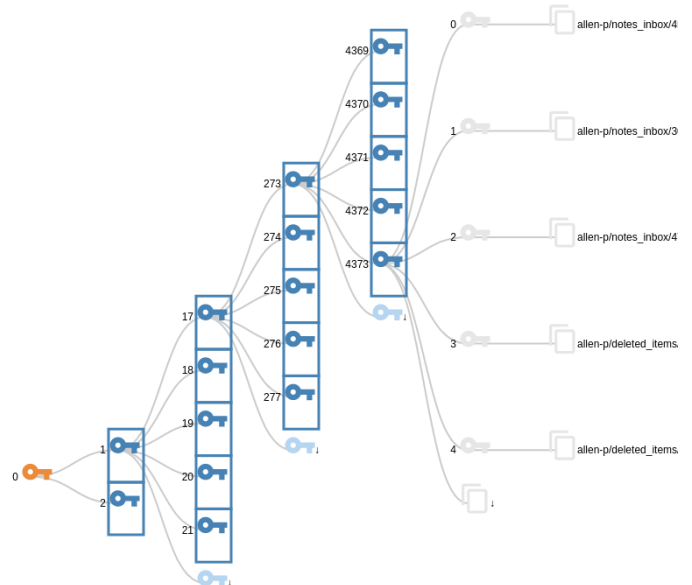 0 allen-p/notes_inbox/4
4369
4370
1 allen-p/notes_inbox/3
4371
273
4372
274 2 allen-p/notes_inbox/4
4373
275
17
276 3 allen-p/deleted_items
18
277
19
1 4 allen-p/deleted_items
0 20
2
21